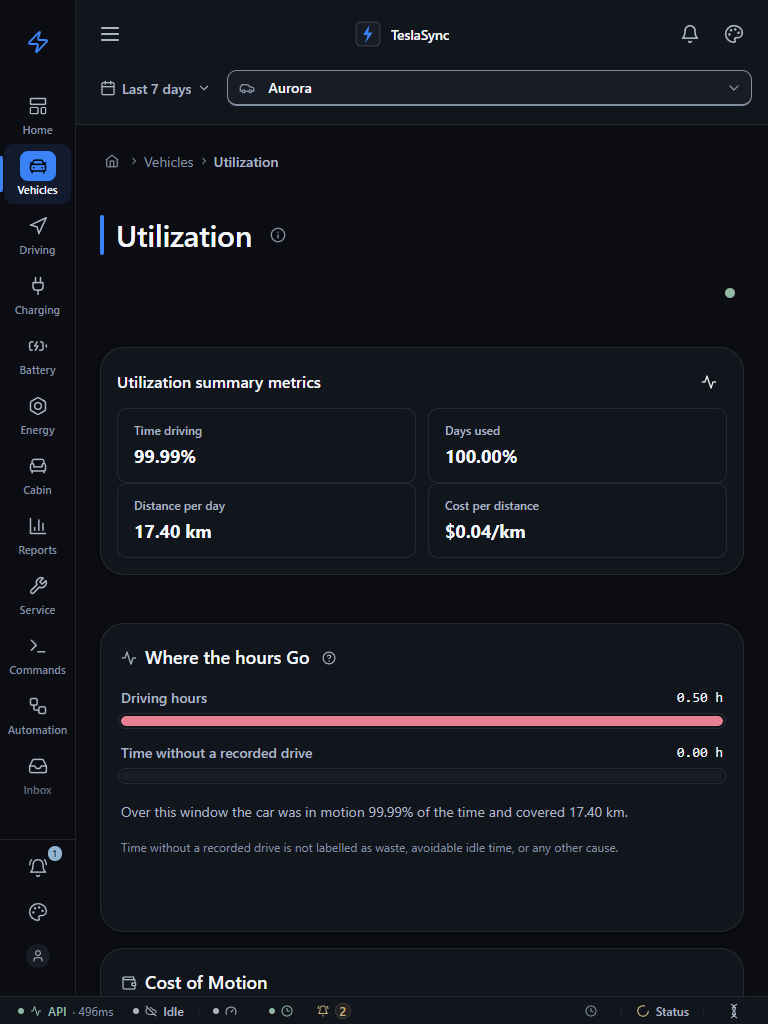 TeslaSync
Last 7 days
Aurora
Home
Vehicles
Driving
Charging
Battery
Energy
Cabin
Reports
Service
Commands
Automation
Inbox
1
Vehicles > Utilization
Utilization
Utilization summary metrics
Time driving
99.99%
Days used
100.00%
Distance per day
17.40 km
Cost per distance
$0.04/km
Where the hours Go
Driving hours 0.50 h
Time without a recorded drive 0.00 h
Over this window the car was in motion 99.99% of the time and covered 17.40 km.
Time without a recorded drive is not labelled as waste, avoidable idle time, or any other cause.
Cost of Motion
API · 496ms Idle 2 Status